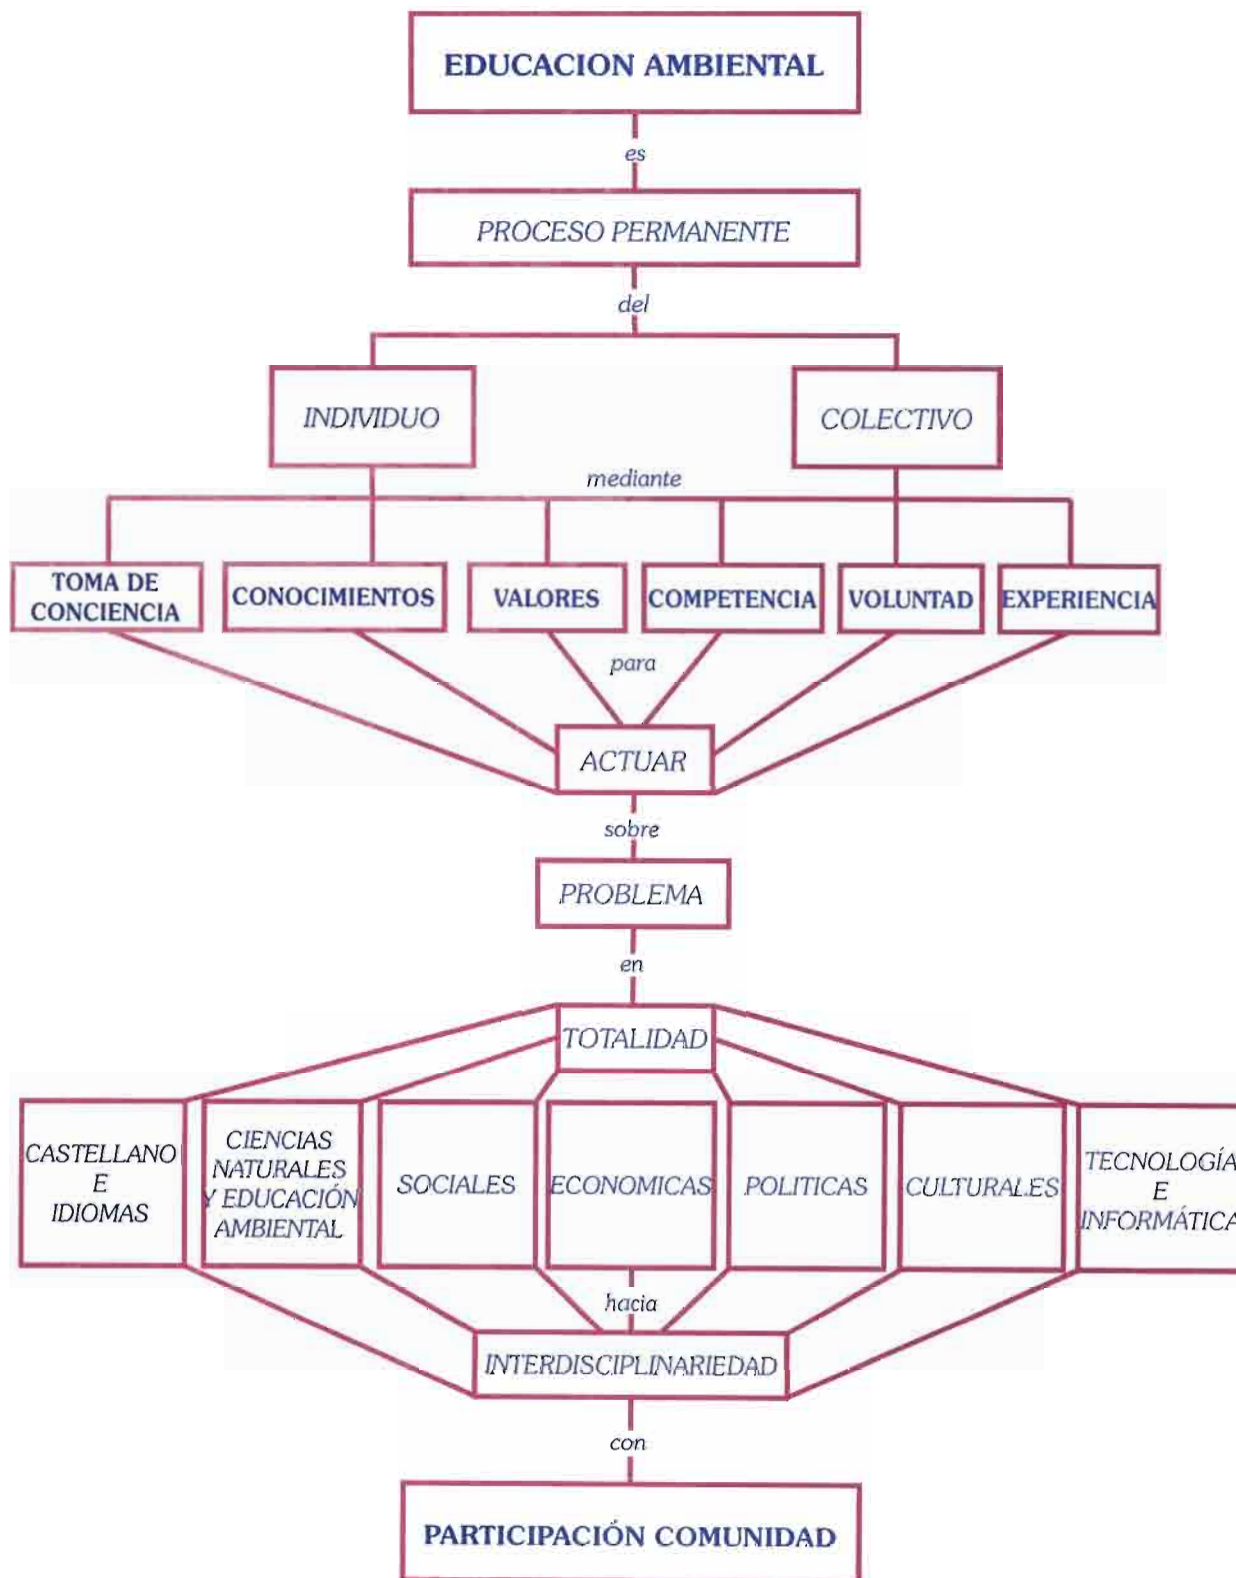 EDUCACION AMBIENTAL
es
PROCESO PERMANENTE
del
INDIVIDUO
COLECTIVO
mediante
TOMA DE
CONCIENCIA
CONOCIMIENTOS
VALORES
COMPETENCIA
VOLUNTAD
EXPERIENCIA
para
ACTUAR
sobre
PROBLEMA
en
TOTALIDAD
CASTELLANO
E
IDIOMAS
CIENCIAS
NATURALES
Y EDUCACIÓN
AMBIENTAL
SOCIALES
ECONOMICAS
POLITICAS
CULTURALES
TECNOLOGÍA
E
INFORMÁTICA
hacia
INTERDISCIPLINARIEDAD
con
PARTICIPACIÓN COMUNIDAD